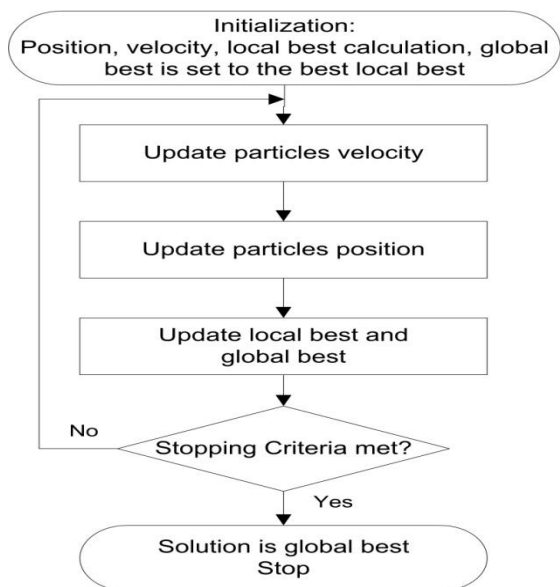 Initialization:
Position, velocity, local best calculation, global
best is set to the best local best
Update particles velocity
Update particles position
Update local best and
global best
No
Stopping Criteria met?
Yes
Solution is global best
Stop